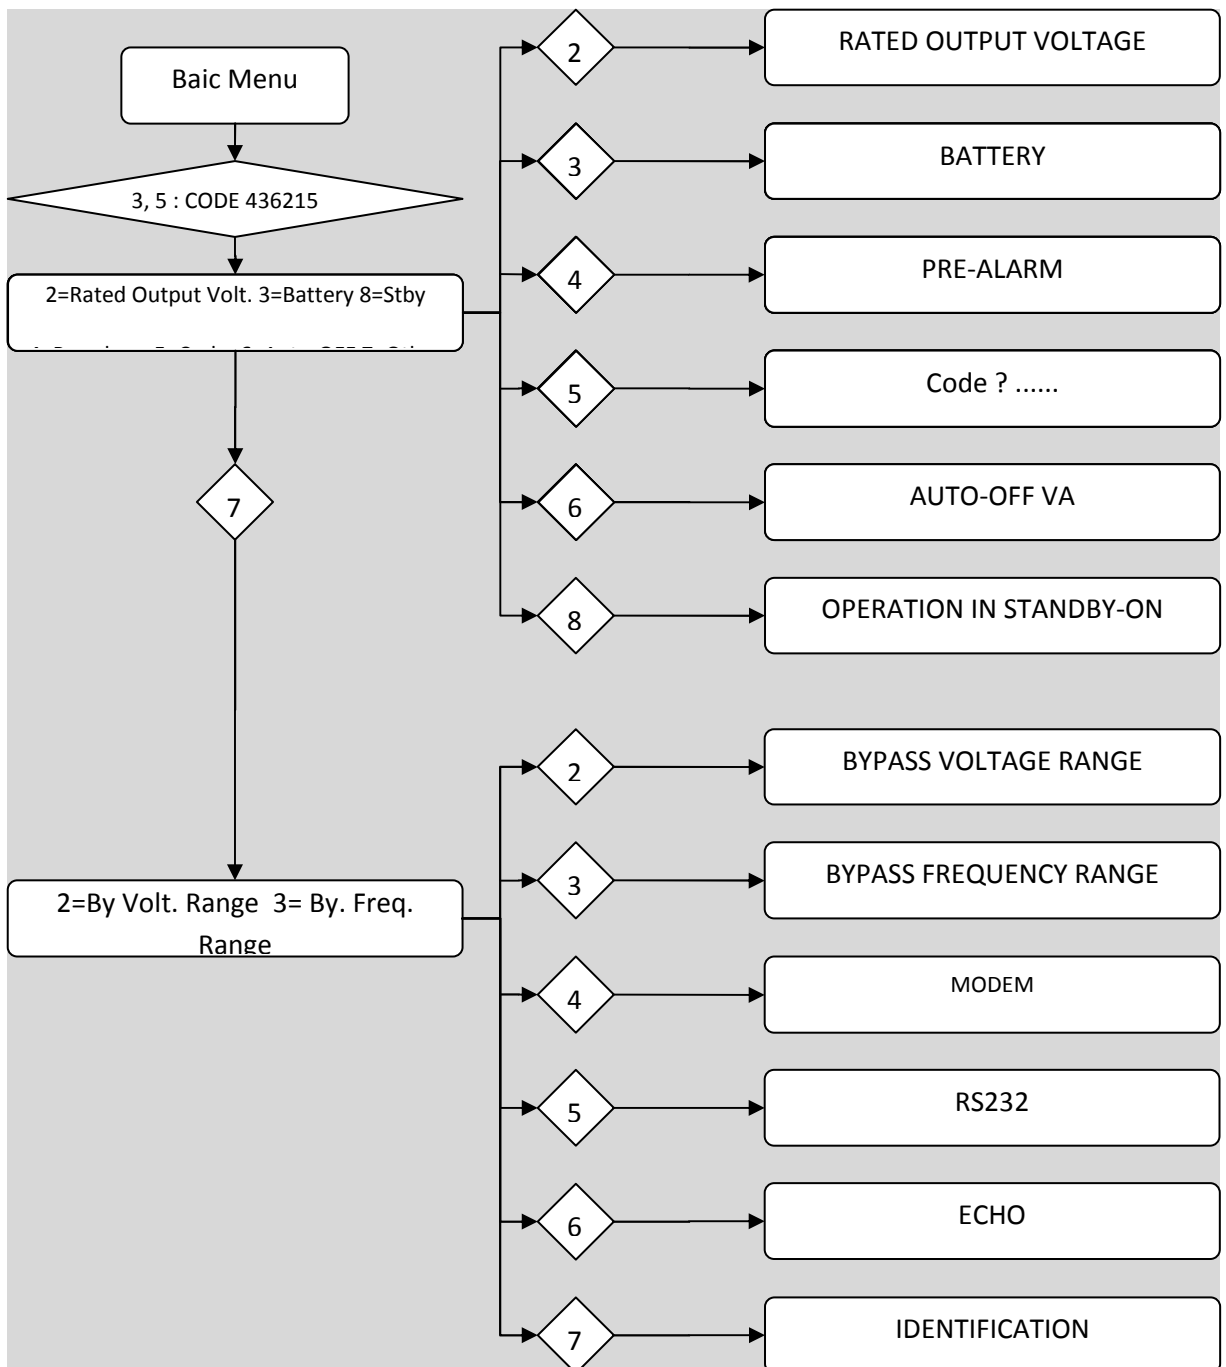 Baic Menu
3, 5 : CODE 436215
2=Rated Output Volt. 3=Battery 8=Stby
2
RATED OUTPUT VOLTAGE
3
BATTERY
4
PRE-ALARM
5
Code ? ......
6
AUTO-OFF VA
8
OPERATION IN STANDBY-ON
7
2=By Volt. Range 3= By. Freq.
Range
2
BYPASS VOLTAGE RANGE
3
BYPASS FREQUENCY RANGE
4
MODEM
5
RS232
6
ECHO
7
IDENTIFICATION